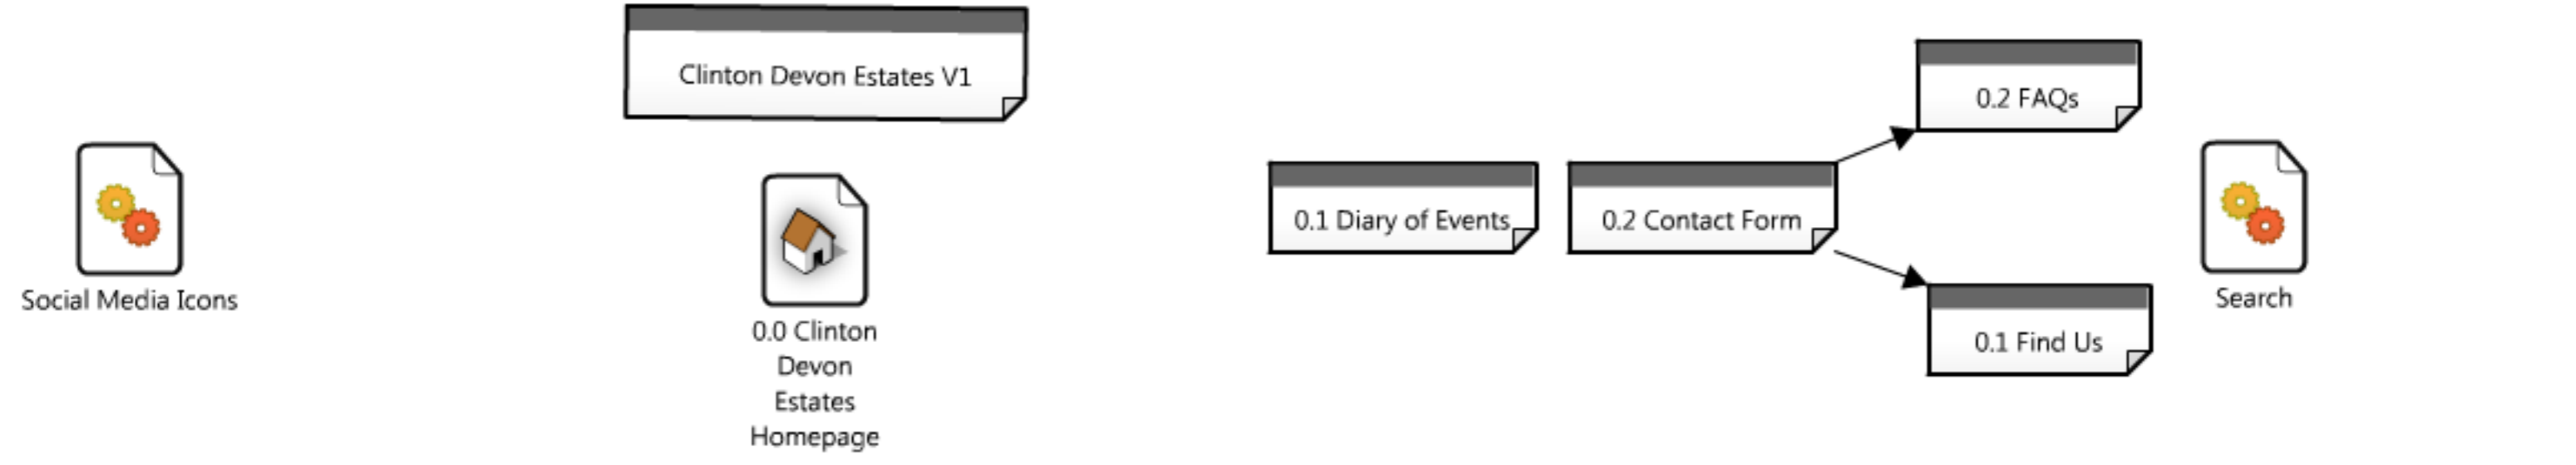 Clinton Devon Estates V1
0.2 FAQs
0.1 Diary of Events
0.2 Contact Form
Social Media Icons
Search
0.0 Clinton
Devon
Estates
Homepage
0.1 Find Us